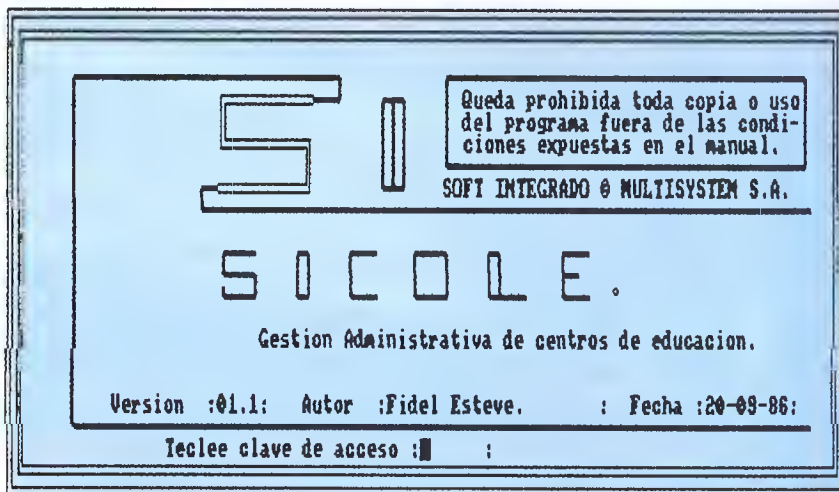 SI
Queda prohibida toda copia o uso
del programa fuera de las condi-
ciones expuestas en el manual.
SOFT INTEGRADO @ MULTISYSTEM S.A.
SICOLE.
Gestion Administrativa de centros de educacion.
Version :01.1: Autor :Fidel Esteve. : Fecha :20-09-86:
Teclee clave de acceso : :